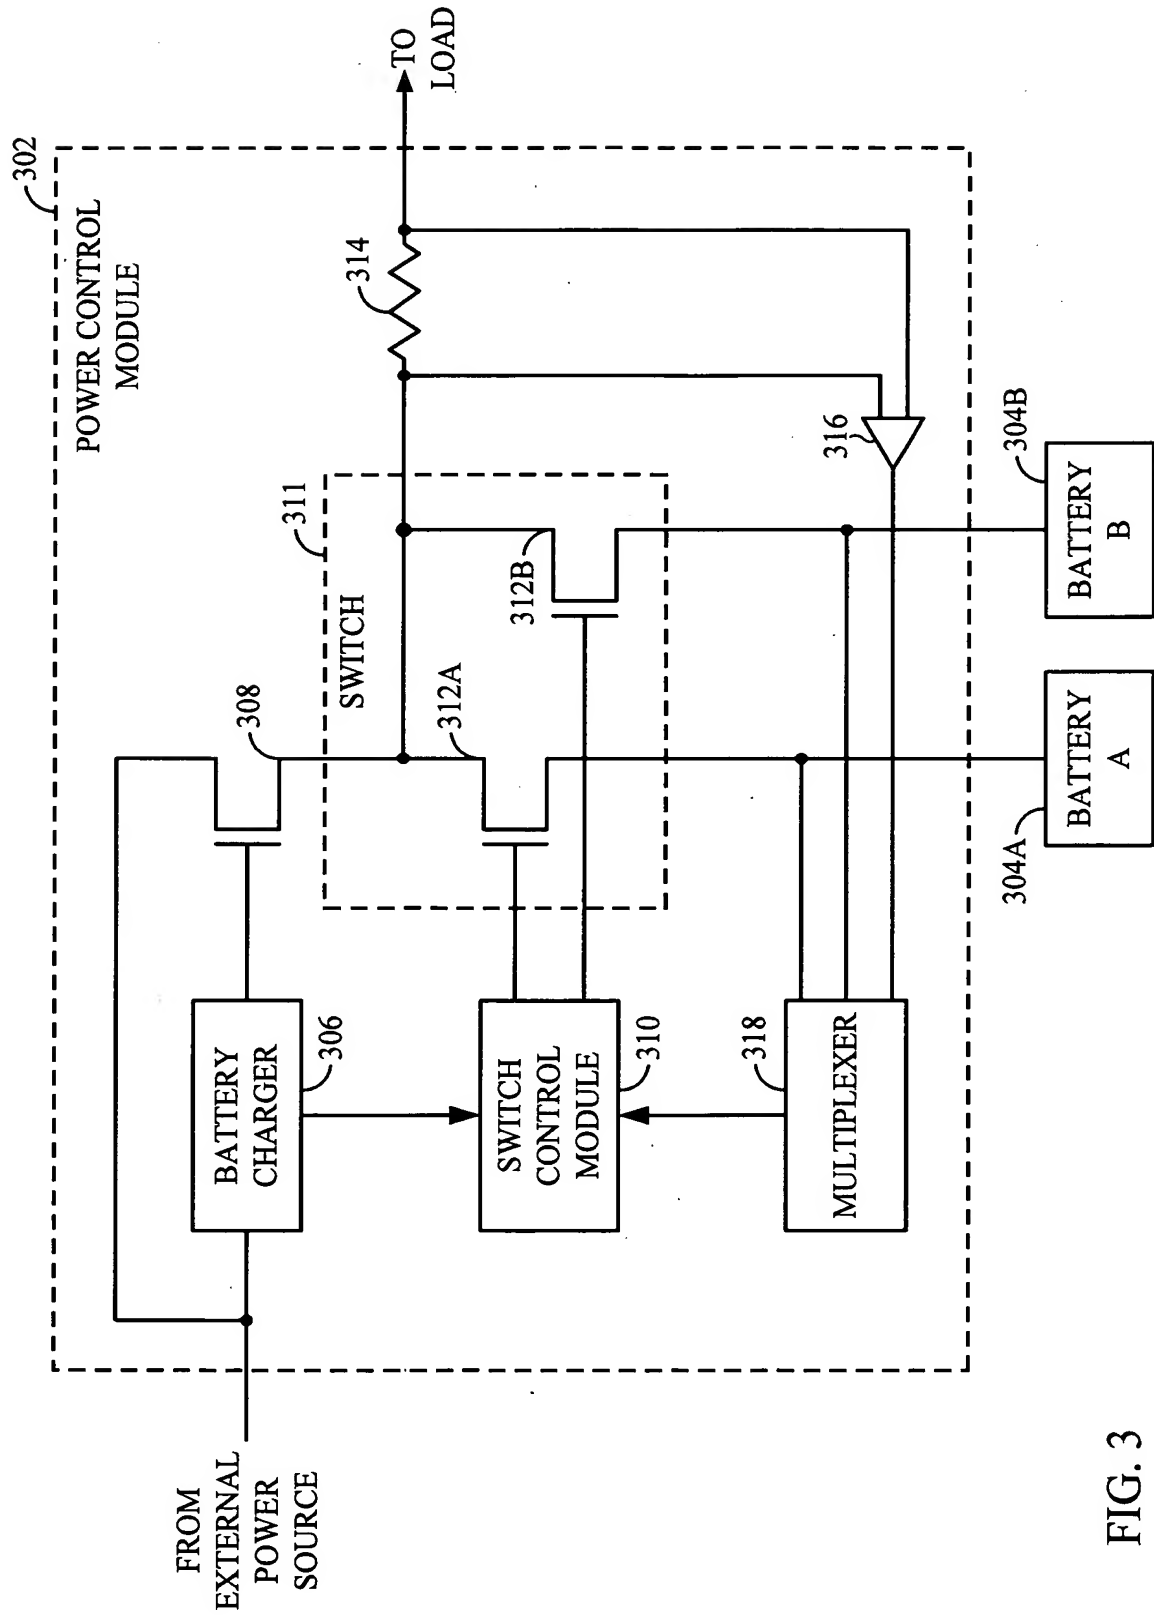 302
POWER CONTROL
MODULE
FROM
EXTERNAL
POWER
SOURCE
BATTERY
CHARGER
306
308
311
SWITCH
314
TO
LOAD
SWITCH
CONTROL
MODULE
310
312A
312B
MULTIPLEXER
318
316
304A
BATTERY
A
304B
BATTERY
B
FIG. 3